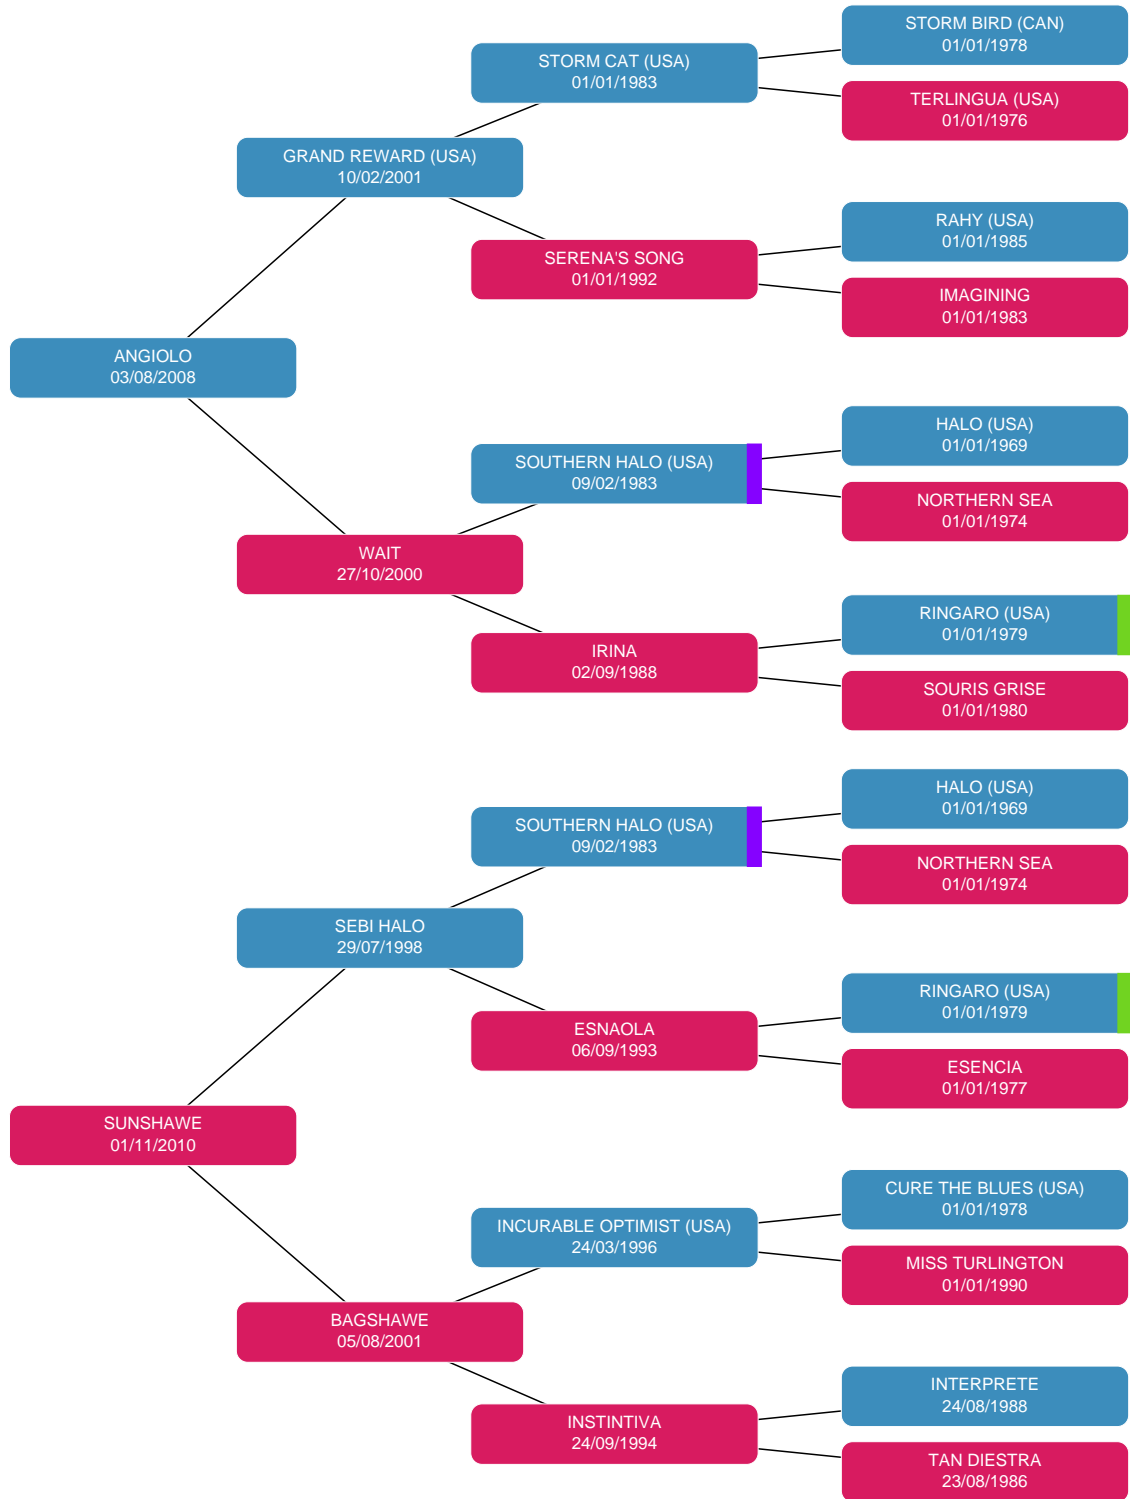 STORM BIRD (CAN)
01/01/1978
STORM CAT (USA)
01/01/1983
TERLINGUA (USA)
01/01/1976
GRAND REWARD (USA)
10/02/2001
RAHY (USA)
01/01/1985
SERENA'S SONG
01/01/1992
IMAGINING
01/01/1983
ANGIOLO
03/08/2008
HALO (USA)
01/01/1969
SOUTHERN HALO (USA)
09/02/1983
NORTHERN SEA
01/01/1974
WAIT
27/10/2000
RINGARO (USA)
01/01/1979
IRINA
02/09/1988
SOURIS GRISE
01/01/1980
HALO (USA)
01/01/1969
SOUTHERN HALO (USA)
09/02/1983
NORTHERN SEA
01/01/1974
SEBI HALO
29/07/1998
RINGARO (USA)
01/01/1979
ESNAOLA
06/09/1993
ESENCIA
01/01/1977
SUNSHAWE
01/11/2010
CURE THE BLUES (USA)
01/01/1978
INCURABLE OPTIMIST (USA)
24/03/1996
MISS TURLINGTON
01/01/1990
BAGSHAWE
05/08/2001
INTERPRETE
24/08/1988
INSTINTIVA
24/09/1994
TAN DIESTRA
23/08/1986